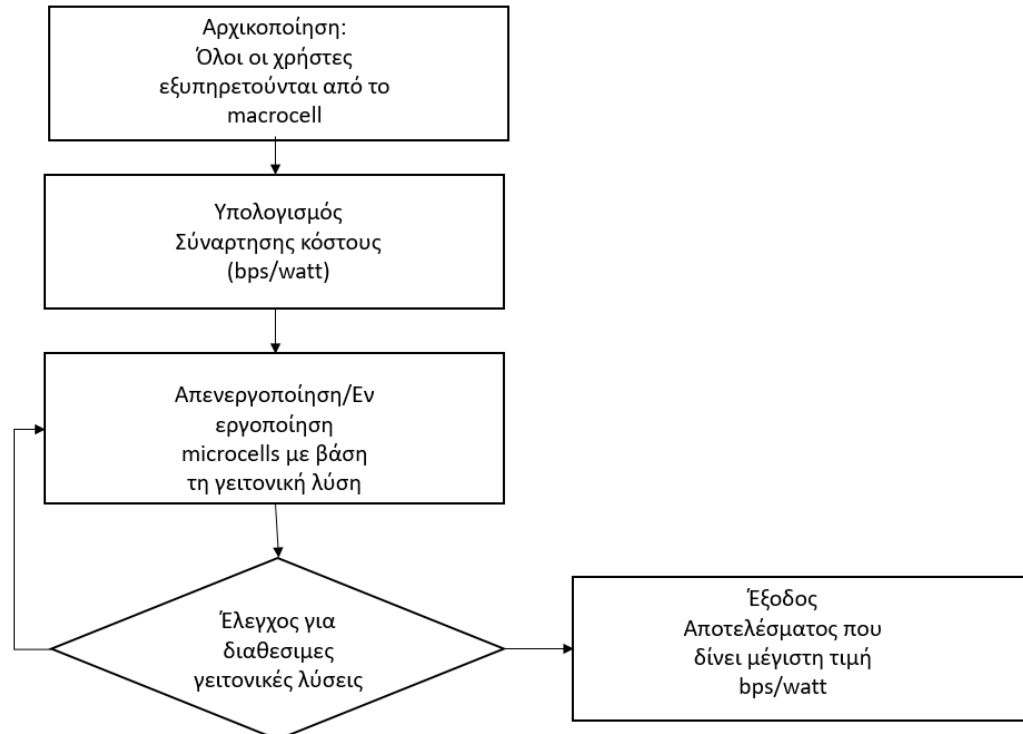 Αρχικοποίηση:
Όλοι οι χρήστες
εξυπηρετούνται από το
macrocell
Υπολογισμός
Σύναρτησης κόστους
(bps/watt)
Απενεργοποίηση/Εν
εργοποίηση
microcells με βάση
τη γειτονική λύση
Έλεγχος για
διαθεσιμες
γειτονικές λύσεις
Έξοδος
Αποτελέσματος που
δίνει μέγιστη τιμή
bps/watt